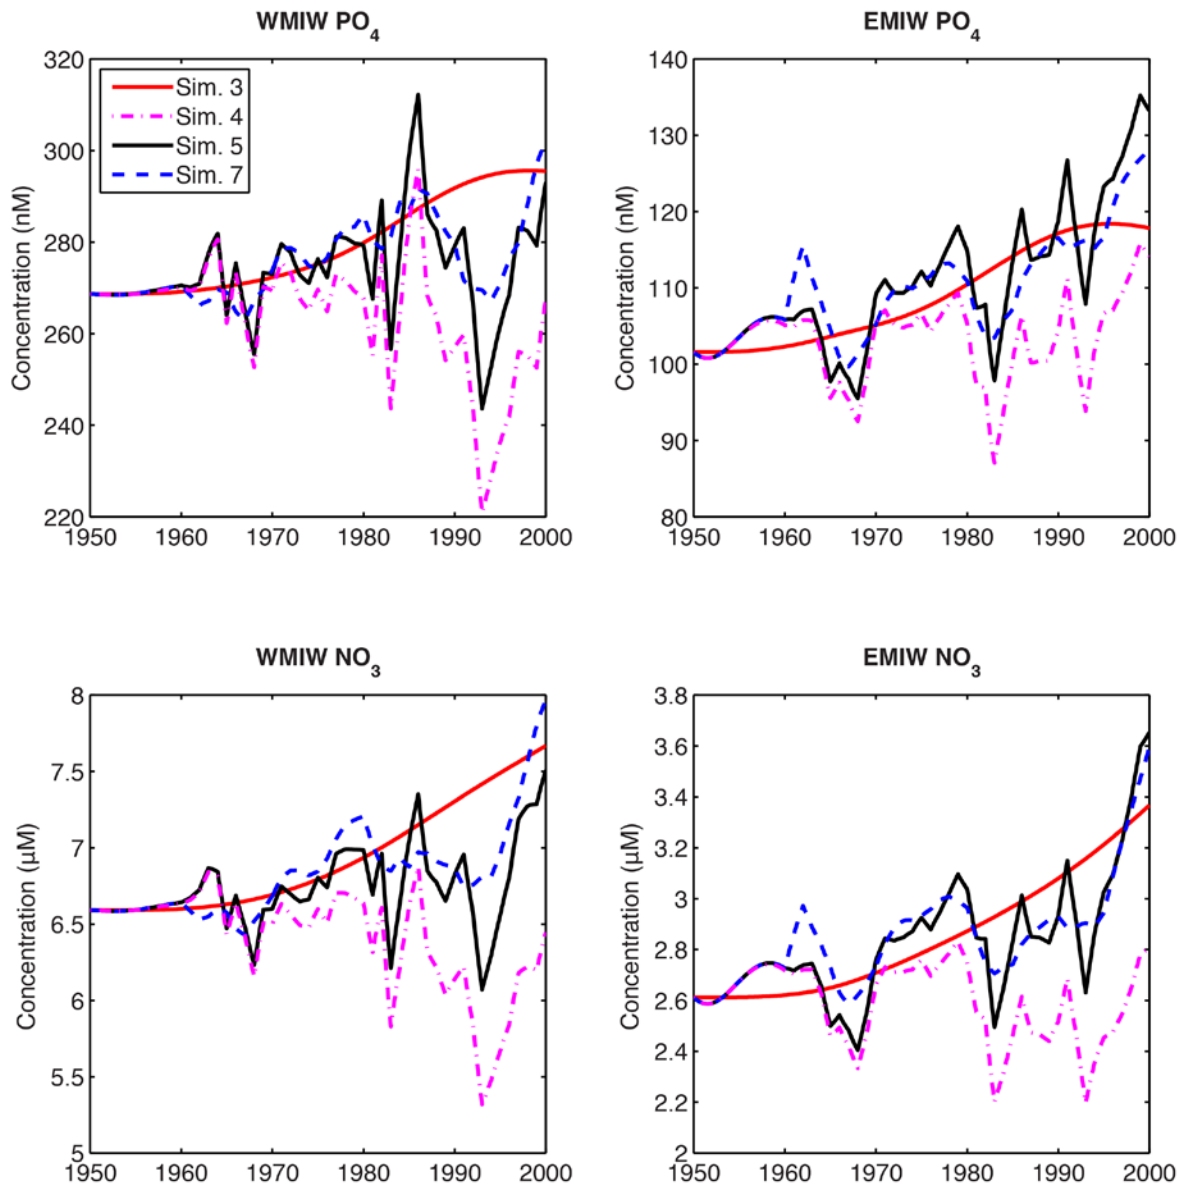 WMIW PO4
EMIW PO4
320
300
280
260
240
220
Concentration (nM)
Sim. 3
Sim. 4
Sim. 5
Sim. 7
1950 1960 1970 1980 1990 2000
140
130
120
110
100
90
80
Concentration (nM)
1950 1960 1970 1980 1990 2000
WMIW NO3
EMIW NO3
8
7.5
7
6.5
6
5.5
5
Concentration (µM)
1950 1960 1970 1980 1990 2000
3.8
3.6
3.4
3.2
3
2.8
2.6
2.4
2.2
2
Concentration (µM)
1950 1960 1970 1980 1990 2000